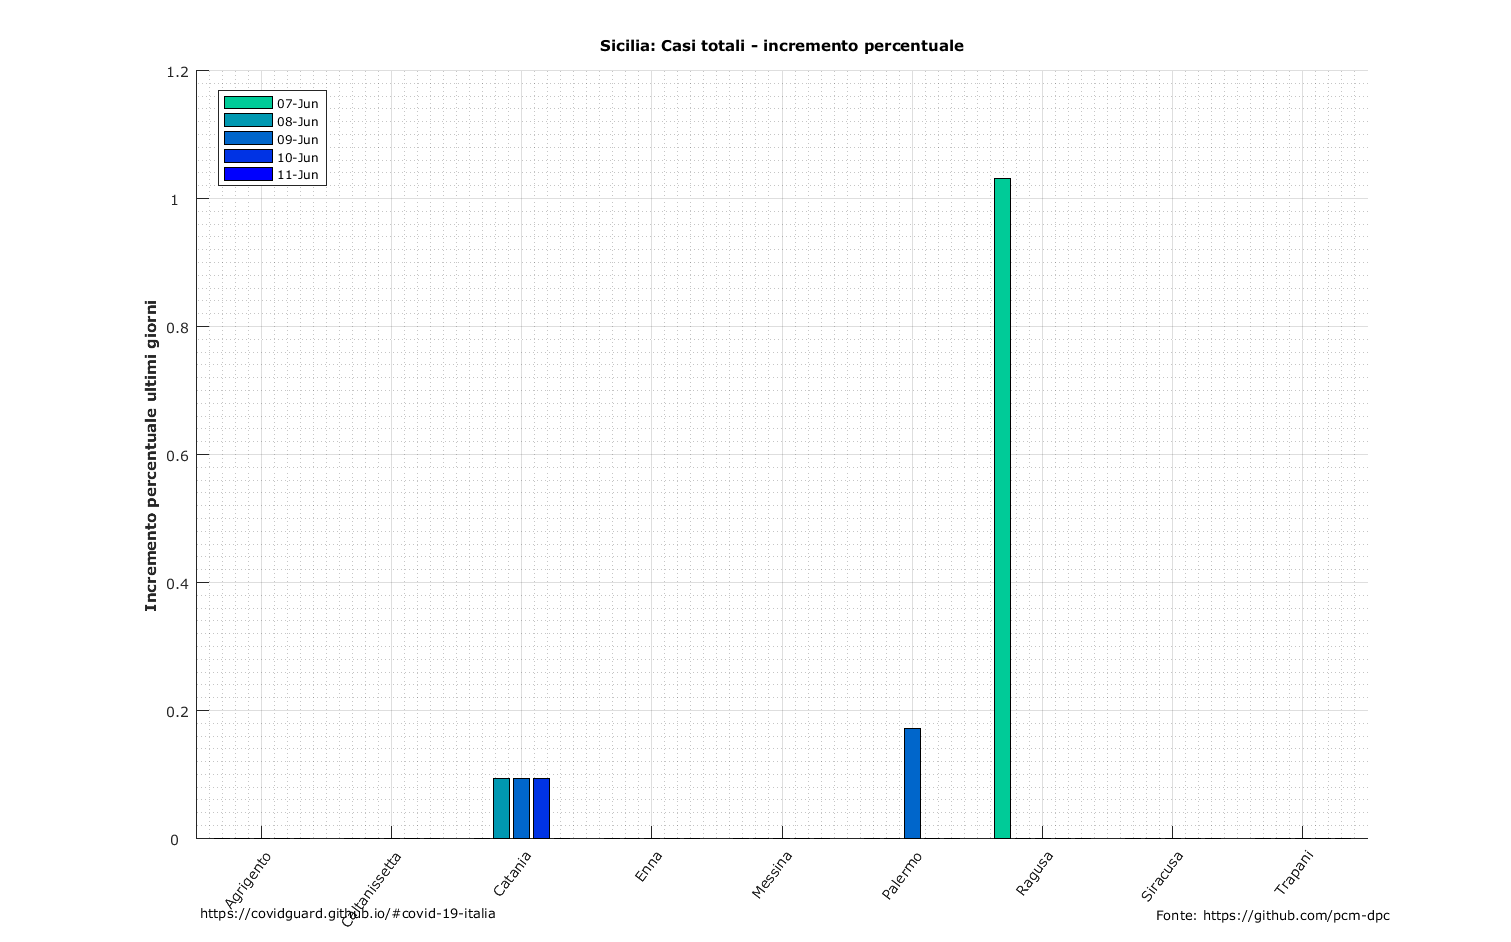 Sicilia: Casi totali - incremento percentuale
1.2
1
0.8
0.6
0.4
0.2
0
Incremento percentuale ultimi giorni
07-Jun
08-Jun
09-Jun
10-Jun
11-Jun
Agrigento
Caltanissetta
Catania
Enna
Messina
Palermo
Ragusa
Siracusa
Trapani
https://covidguard.github.io/#covid-19-italia
Fonte: https://github.com/pcm-dpc